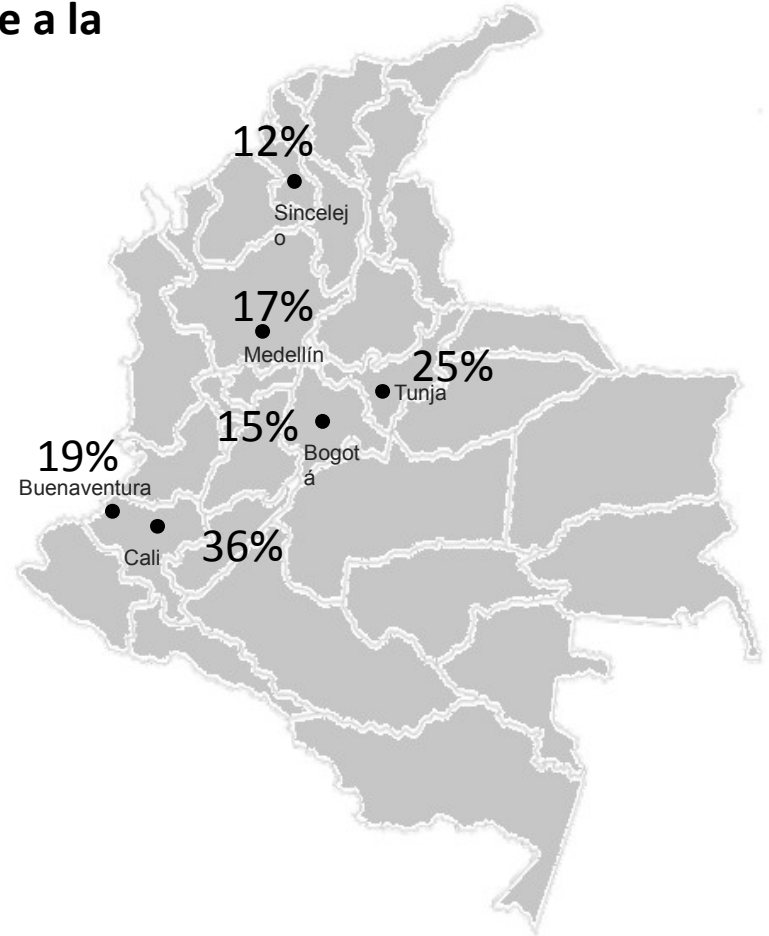 e a la
12%
Sincelej
o
17%
Medellín
25%
Tunja
15%
Bogot
á
19%
Buenaventura
Cali
36%